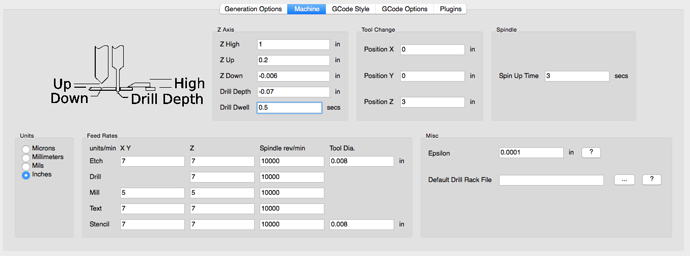 Generation Options Machine GCode Style GCode Options Plugins
Up
Down
High
Drill Depth
Z Axis
Z High 1 in
Z Up 0.2 in
Z Down -0.006 in
Drill Depth -0.07 in
Drill Dwell 0.5 secs
Tool Change
Position X 0 in
Position Y 0 in
Position Z 3 in
Spindle
Spin Up Time 3 secs
Units
Microns
Millimeters
Mils
Inches
Feed Rates
units/min X Y Z Spindle rev/min Tool Dia.
Etch 7 7 10000 0.008 in
Drill 7 10000
Mill 5 5 10000
Text 7 7 10000
Stencil 7 7 10000 0.008 in
Misc
Epsilon 0.0001 in ?
Default Drill Rack File ... ?